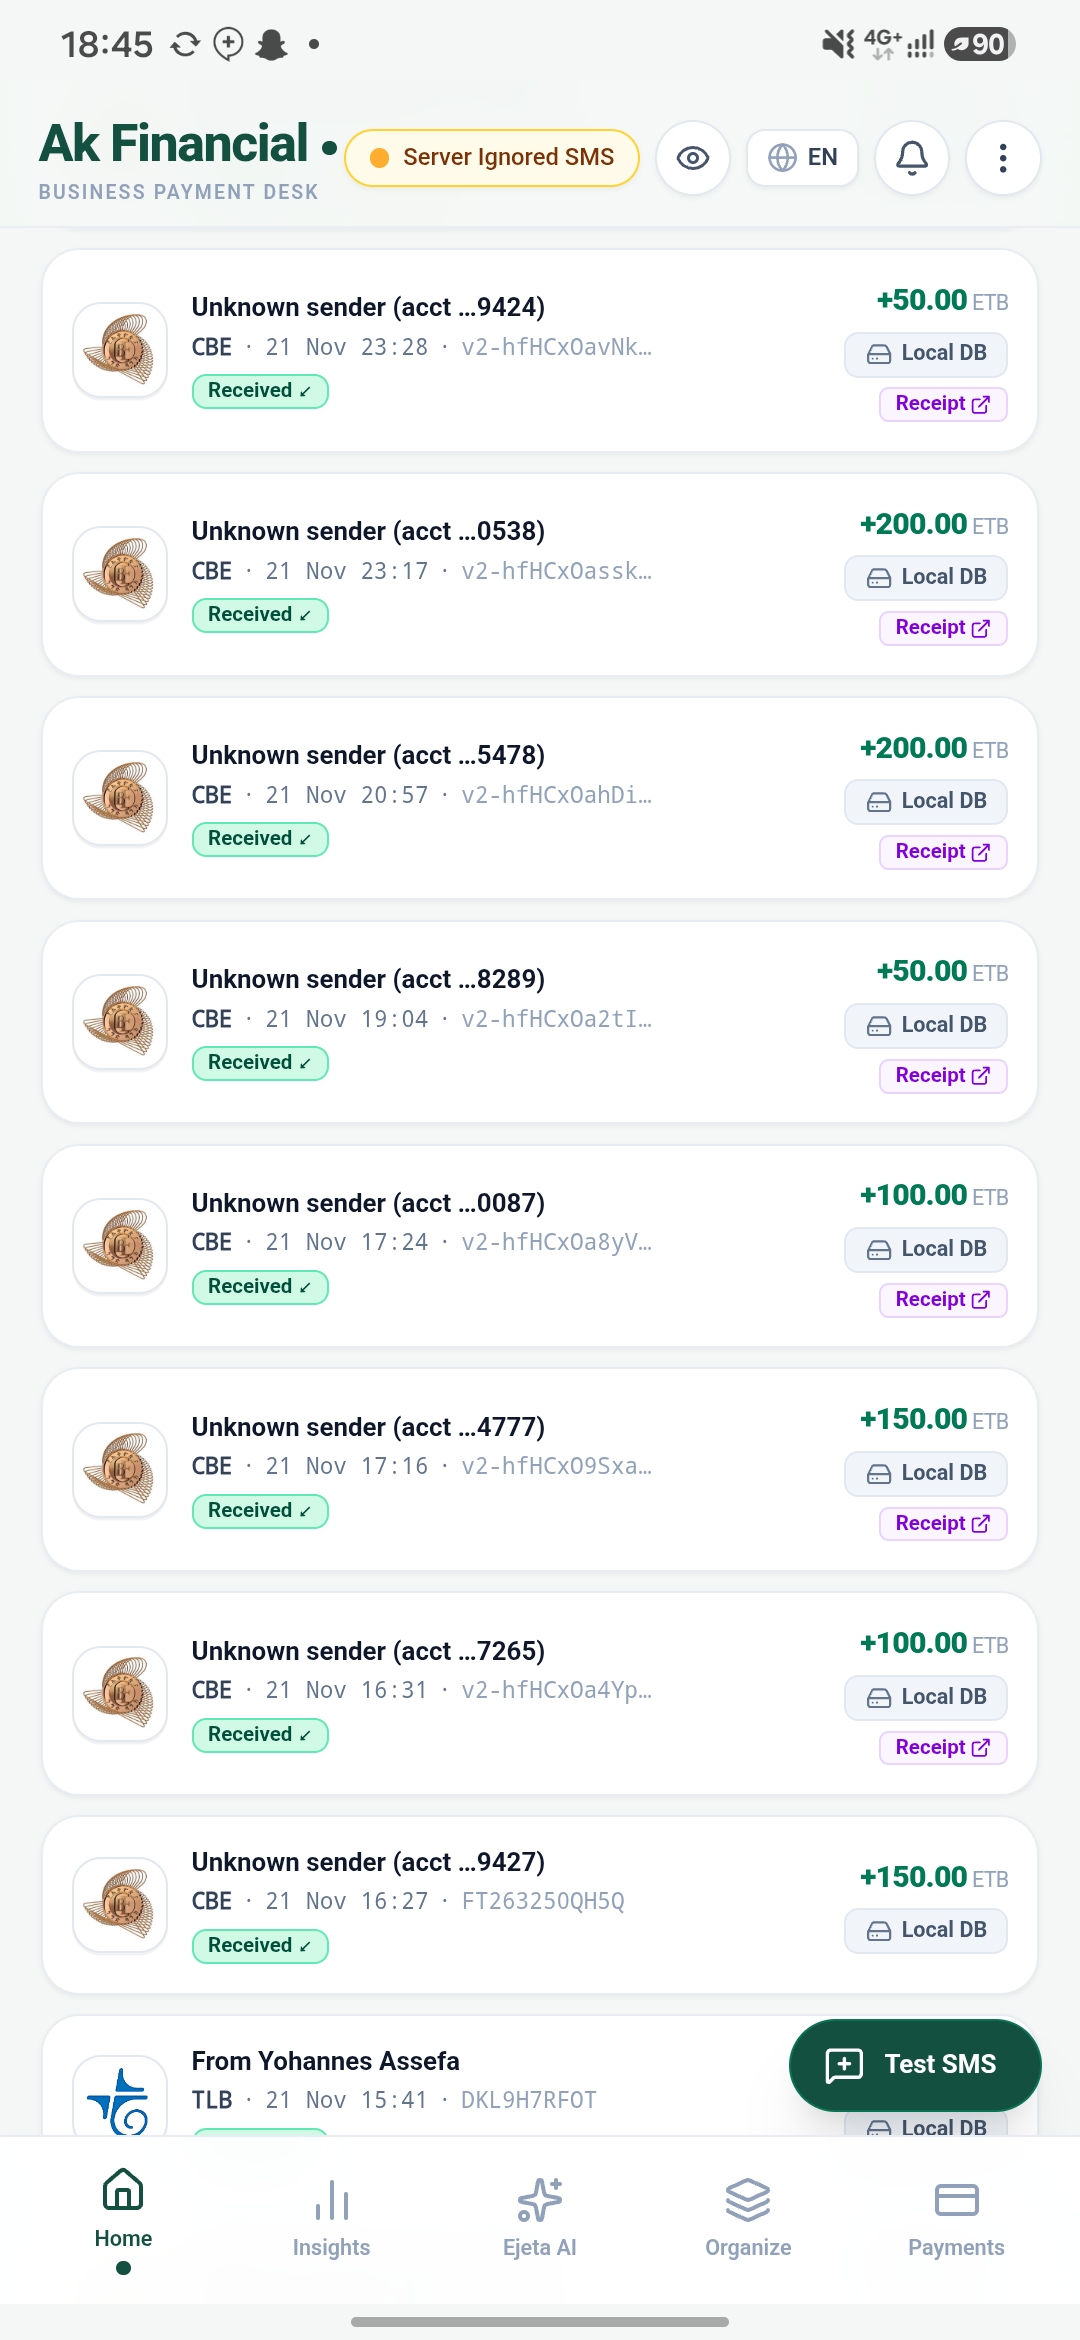 18:45
4G+
90
Ak Financial •
Server Ignored SMS
EN
BUSINESS PAYMENT DESK
Unknown sender (acct …9424)
+50.00 ETB
CBE · 21 Nov 23:28 · v2-hfHCxOavNk…
Local DB
Received ↙
Receipt
Unknown sender (acct …0538)
+200.00 ETB
CBE · 21 Nov 23:17 · v2-hfHCxOassk…
Local DB
Received ↙
Receipt
Unknown sender (acct …5478)
+200.00 ETB
CBE · 21 Nov 20:57 · v2-hfHCxOahDi…
Local DB
Received ↙
Receipt
Unknown sender (acct …8289)
+50.00 ETB
CBE · 21 Nov 19:04 · v2-hfHCxOa2tI…
Local DB
Received ↙
Receipt
Unknown sender (acct …0087)
+100.00 ETB
CBE · 21 Nov 17:24 · v2-hfHCxOa8yV…
Local DB
Received ↙
Receipt
Unknown sender (acct …4777)
+150.00 ETB
CBE · 21 Nov 17:16 · v2-hfHCxO9Sxa…
Local DB
Received ↙
Receipt
Unknown sender (acct …7265)
+100.00 ETB
CBE · 21 Nov 16:31 · v2-hfHCxOa4Yp…
Local DB
Received ↙
Receipt
Unknown sender (acct …9427)
+150.00 ETB
CBE · 21 Nov 16:27 · FT26325OQH5Q
Local DB
Received ↙
From Yohannes Assefa
Test SMS
TLB · 21 Nov 15:41 · DKL9H7RFOT
Local DB
Home
Insights
Ejeta AI
Organize
Payments